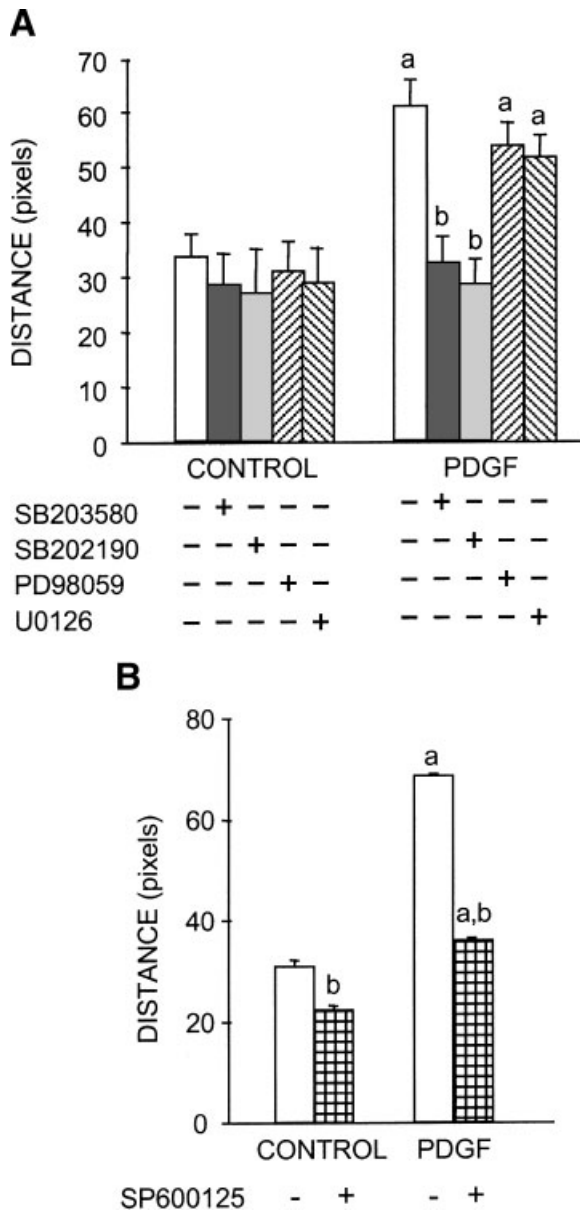 A
DISTANCE (pixels)
70
60
50
40
30
20
10
0
a
b
b
a
a
CONTROL PDGF
SB203580 – + – – – – + – – –
SB202190 – – + – – – – + – –
PD98059 – – – + – – – – + –
U0126 – – – – + – – – – +
B
DISTANCE (pixels)
80
60
40
20
0
b
a
a,b
CONTROL PDGF
SP600125 - + - +